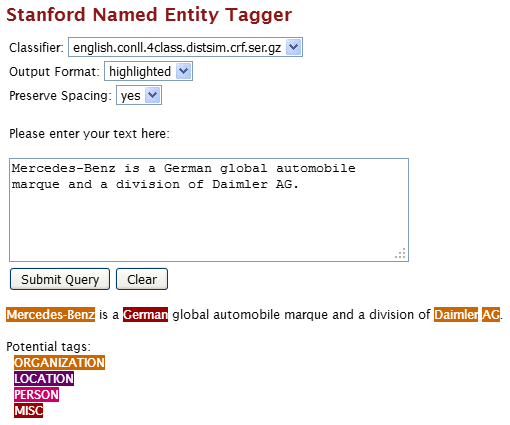 Stanford Named Entity Tagger
Classifier: english.conll.4class.distsim.crf.ser.gz
Output Format: highlighted
Preserve Spacing: yes
Please enter your text here:
Mercedes-Benz is a German global automobile
marque and a division of Daimler AG.
Submit Query Clear
Mercedes-Benz is a German global automobile marque and a division of Daimler AG.
Potential tags:
ORGANIZATION
LOCATION
PERSON
MISC